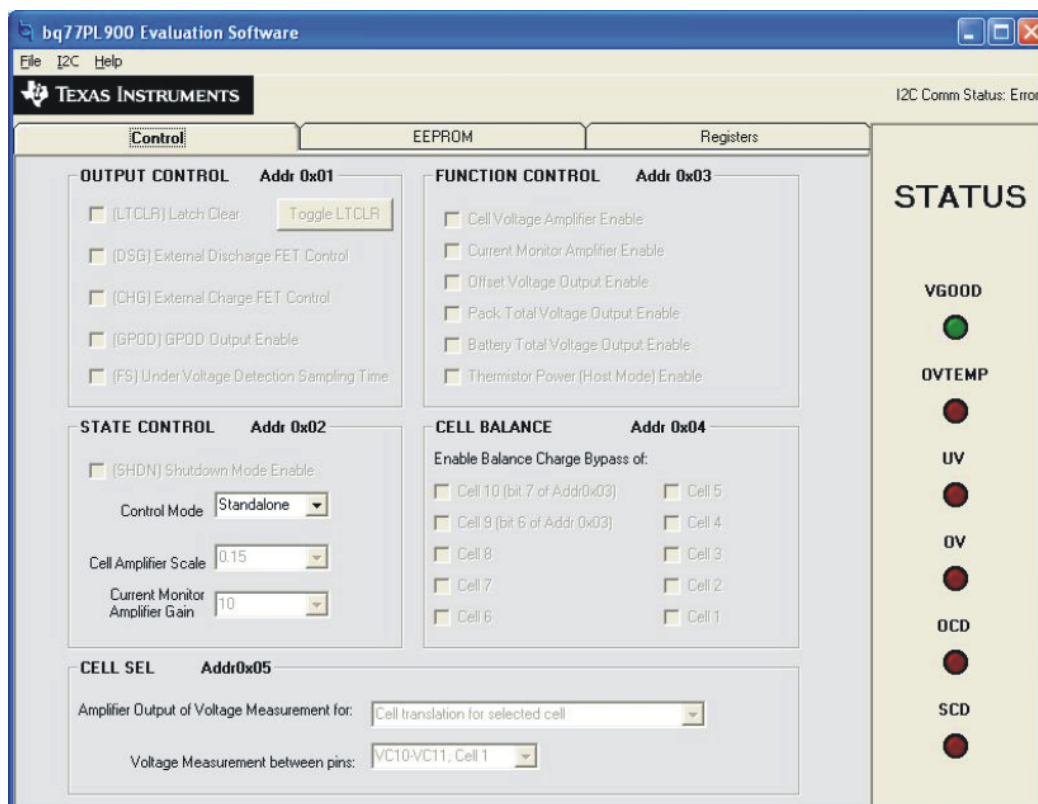 bq77PL900 Evaluation Software
File I2C Help
TEXAS INSTRUMENTS
I2C Comm Status: Error
Control EEPROM Registers
OUTPUT CONTROL Addr 0x01
(LTCLR) Latch Clear Toggle LTCLR
(DSG) External Discharge FET Control
(CHG) External Charge FET Control
(GPOD) GPOD Output Enable
(FS) Under Voltage Detection Sampling Time
FUNCTION CONTROL Addr 0x03
Cell Voltage Amplifier Enable
Current Monitor Amplifier Enable
Offset Voltage Output Enable
Pack Total Voltage Output Enable
Battery Total Voltage Output Enable
Thermistor Power (Host Mode) Enable
STATE CONTROL Addr 0x02
(SHDN) Shutdown Mode Enable
Control Mode Standalone
Cell Amplifier Scale 0.15
Current Monitor
Amplifier Gain 10
CELL BALANCE Addr 0x04
Enable Balance Charge Bypass of:
Cell 10 (bit 7 of Addr0x03) Cell 5
Cell 9 (bit 6 of Addr 0x03) Cell 4
Cell 8 Cell 3
Cell 7 Cell 2
Cell 6 Cell 1
CELL SEL Addr0x05
Amplifier Output of Voltage Measurement for: Cell translation for selected cell
Voltage Measurement between pins: VC10-VC11, Cell 1
STATUS
VGOOD
OVTEMP
UV
OV
OCD
SCD